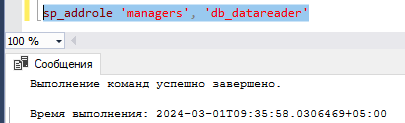 sp_addrole 'managers', 'db_datareader'
100 %
Сообщения
Выполнение команд успешно завершено.
Время выполнения: 2024-03-01T09:35:58.0306469+05:00